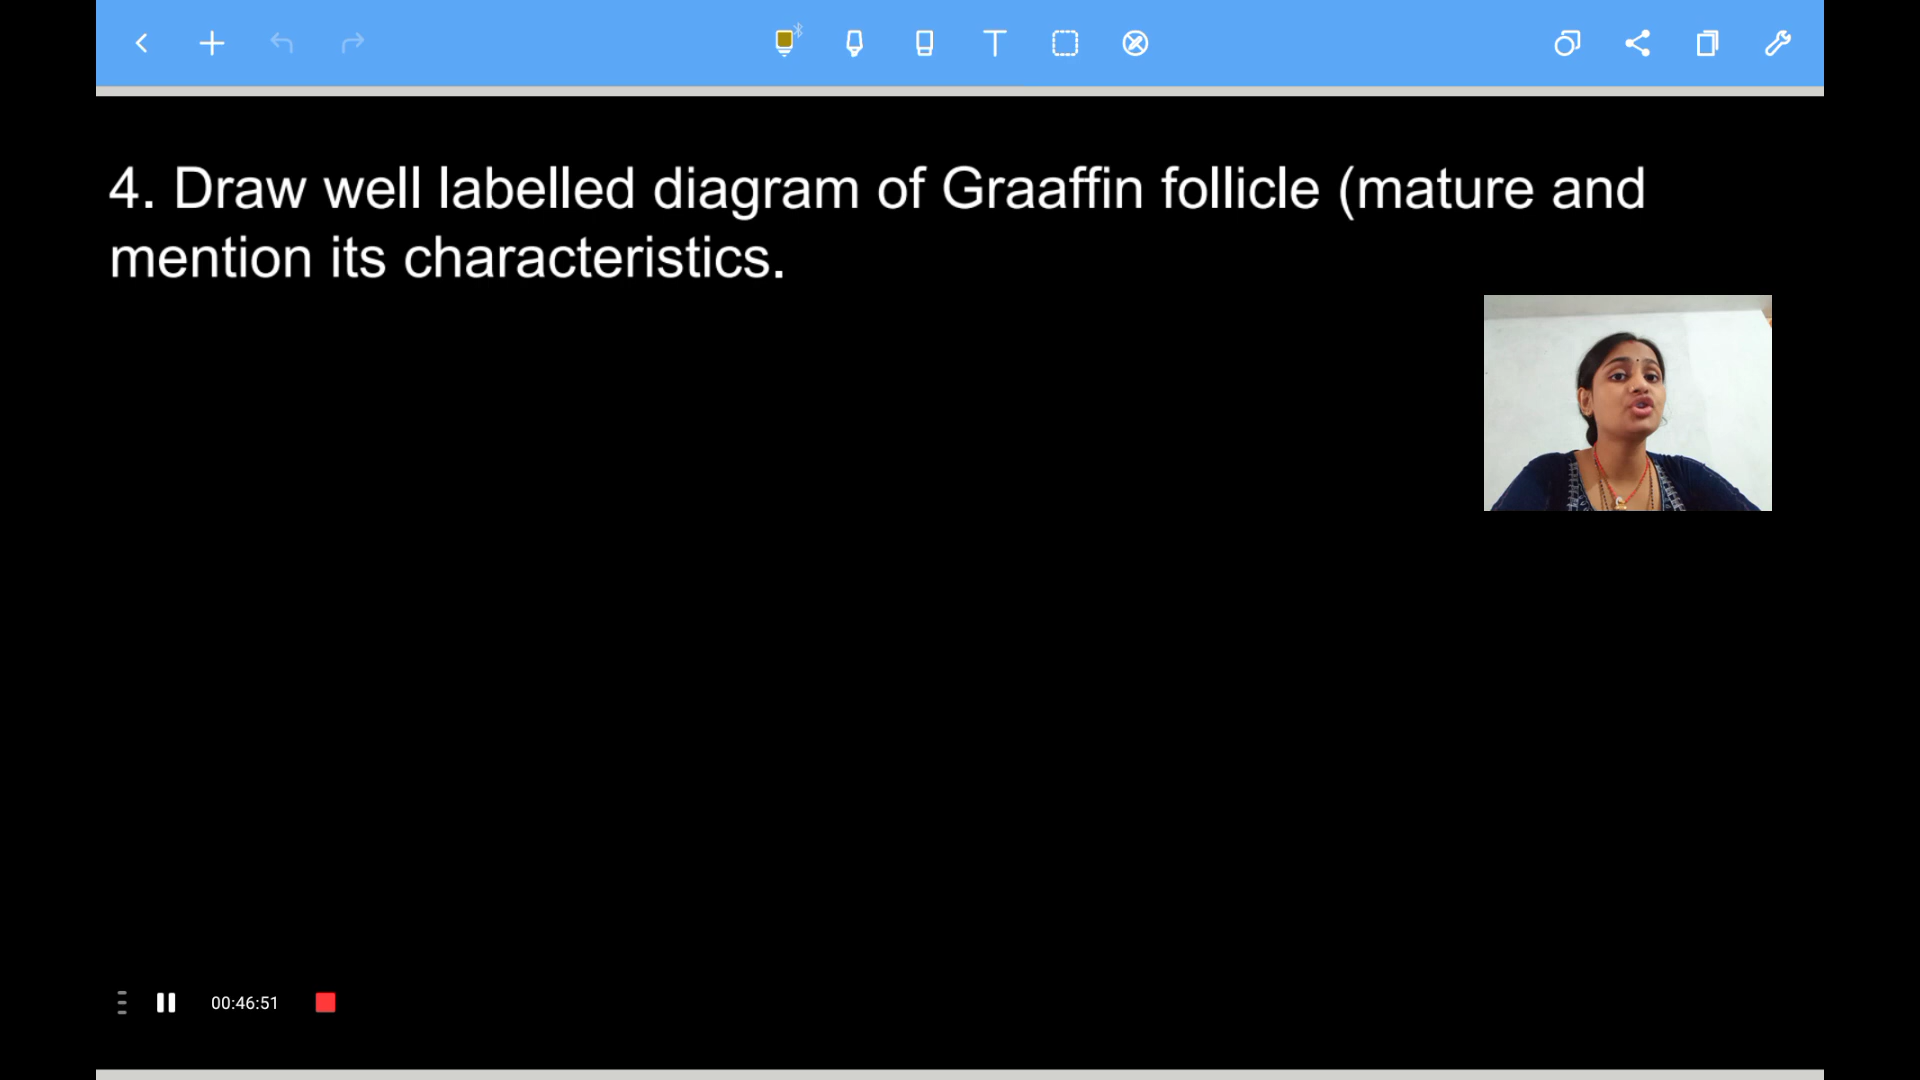 4. Draw well labelled diagram of Graaffin follicle (mature and
mention its characteristics.
00:46:51